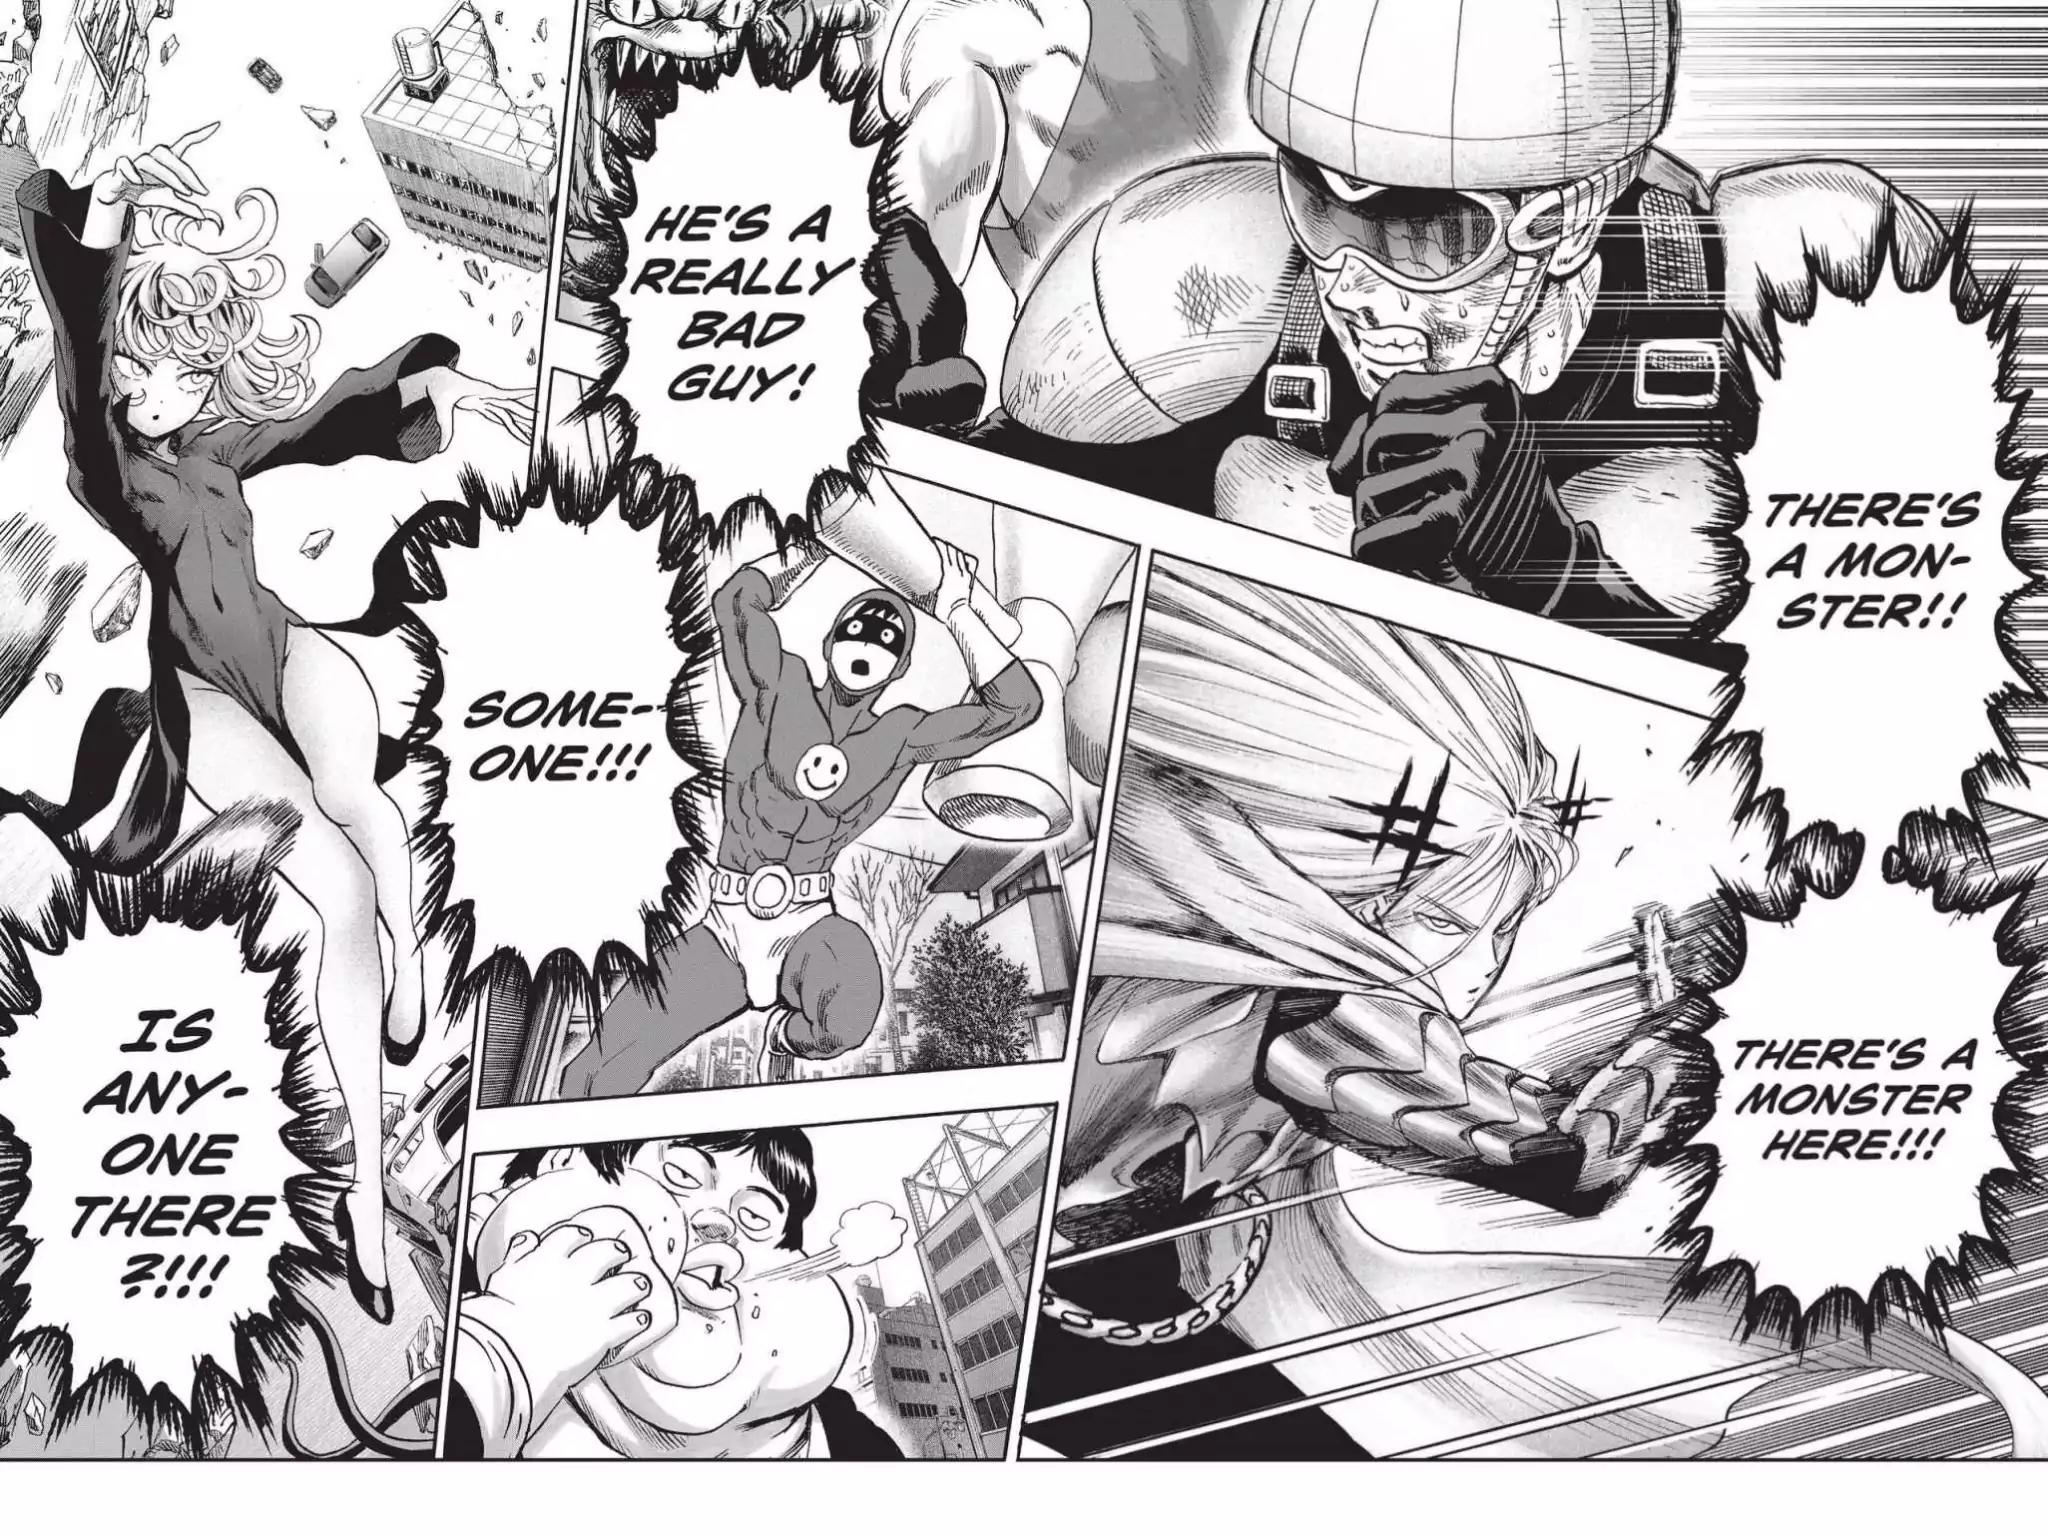 THERE'S
A MON-
STER!!
HE'S A
REALLY
BAD
GUY!
THERE'S A
MONSTER
HERE!!!
SOME-
ONE!!!
IS
ANY-
ONE
THERE
?!!!